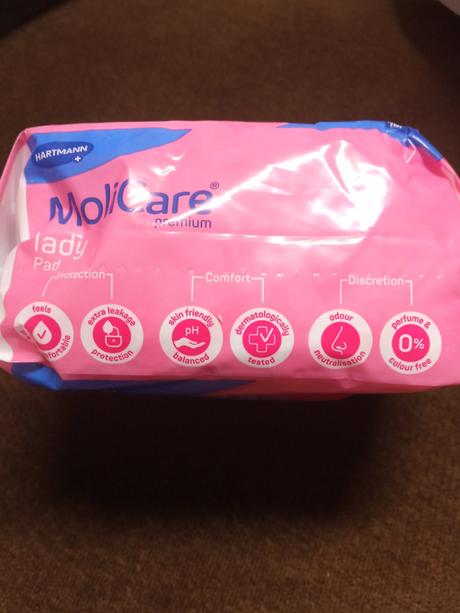 HARTMANN
MoliCare®
premium
lady
Pad
Protection
Comfort
Discretion
feels
comfortable
extra leakage
protection
skin friendly
pH
balanced
dermatologically
tested
odour
neutralisation
perfume &
0%
colour free